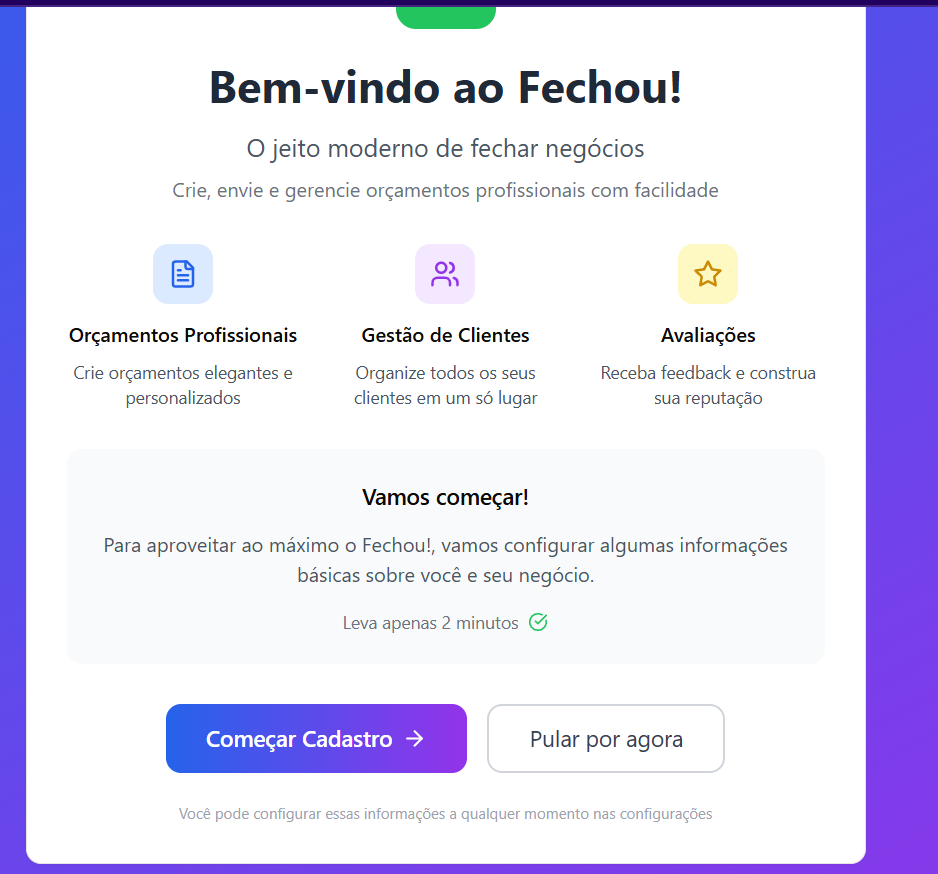 Bem-vindo ao Fechou!
O jeito moderno de fechar negócios
Crie, envie e gerencie orçamentos profissionais com facilidade
Orçamentos Profissionais
Crie orçamentos elegantes e
personalizados
Gestão de Clientes
Organize todos os seus
clientes em um só lugar
Avaliações
Receba feedback e construa
sua reputação
Vamos começar!
Para aproveitar ao máximo o Fechou!, vamos configurar algumas informações
básicas sobre você e seu negócio.
Leva apenas 2 minutos
Começar Cadastro
Pular por agora
Você pode configurar essas informações a qualquer momento nas configurações